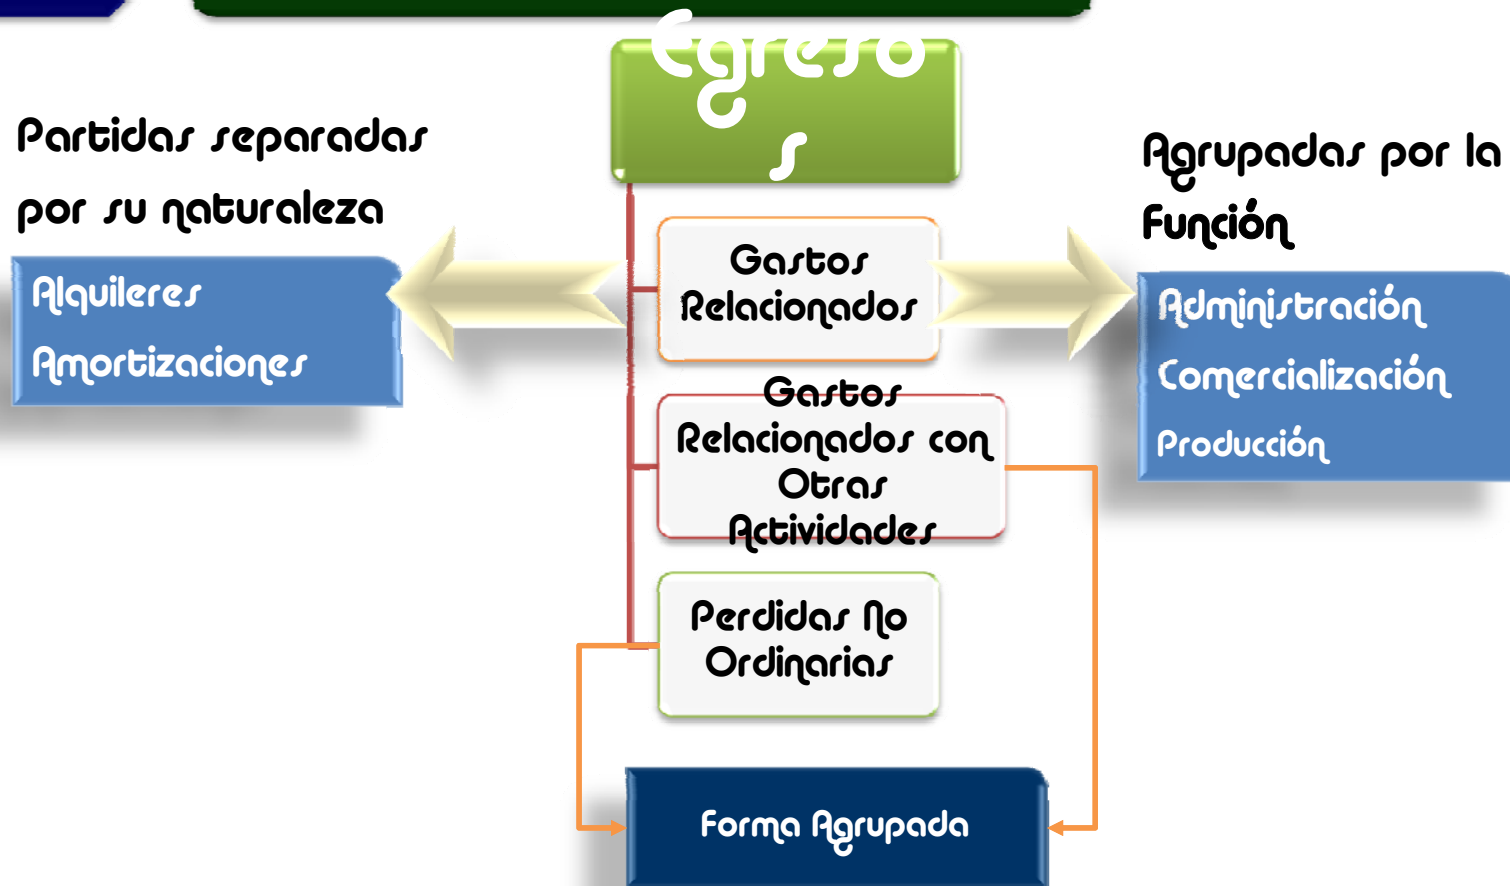 Egreso
s
Partidas separadas
por su naturaleza
Alquileres
Amortizaciones
Gastos
Relacionados
Agrupadas por la
Función
Administración
Comercialización
Producción
Gastos
Relacionados con
Otras
Actividades
Perdidas No
Ordinarias
Forma Agrupada